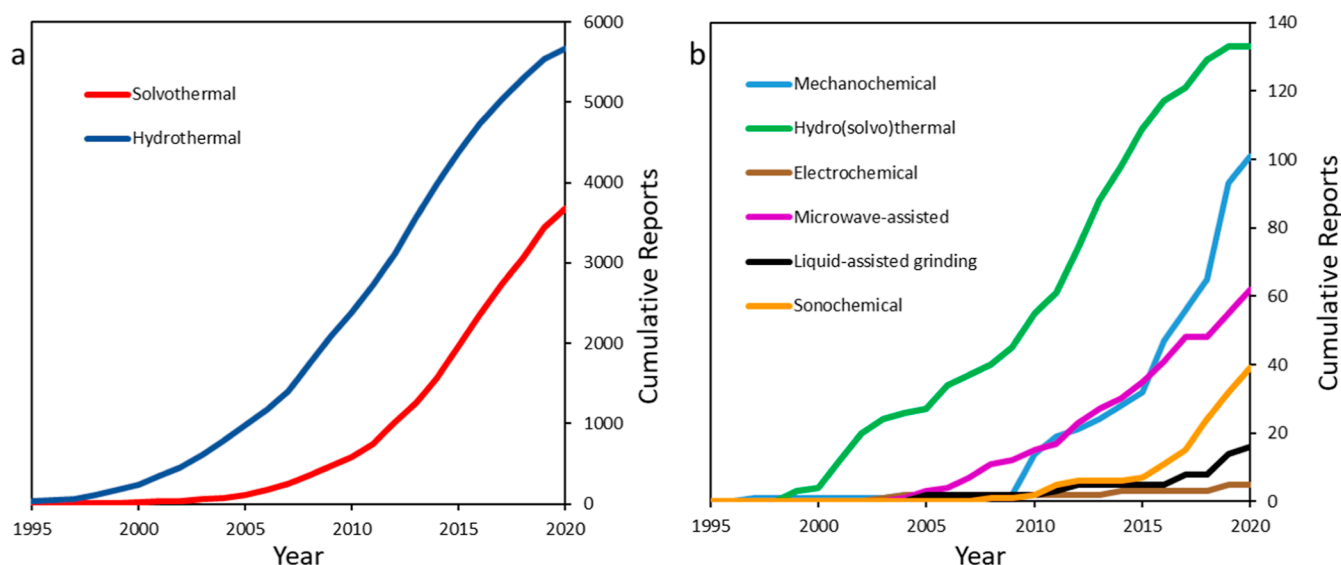 a
Solvothermal
Hydrothermal
6000
5000
4000
3000
2000
1000
0
Cumulative Reports
1995
2000
2005
2010
2015
2020
Year
b
Mechanochemical
Hydro(solvo)thermal
Electrochemical
Microwave-assisted
Liquid-assisted grinding
Sonochemical
140
120
100
80
60
40
20
0
Cumulative Reports
1995
2000
2005
2010
2015
2020
Year